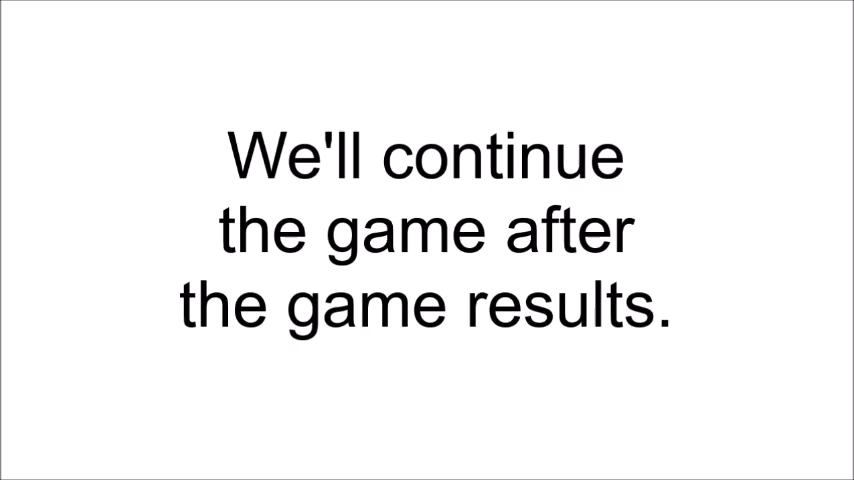 We'll continue
the game after
the game results.